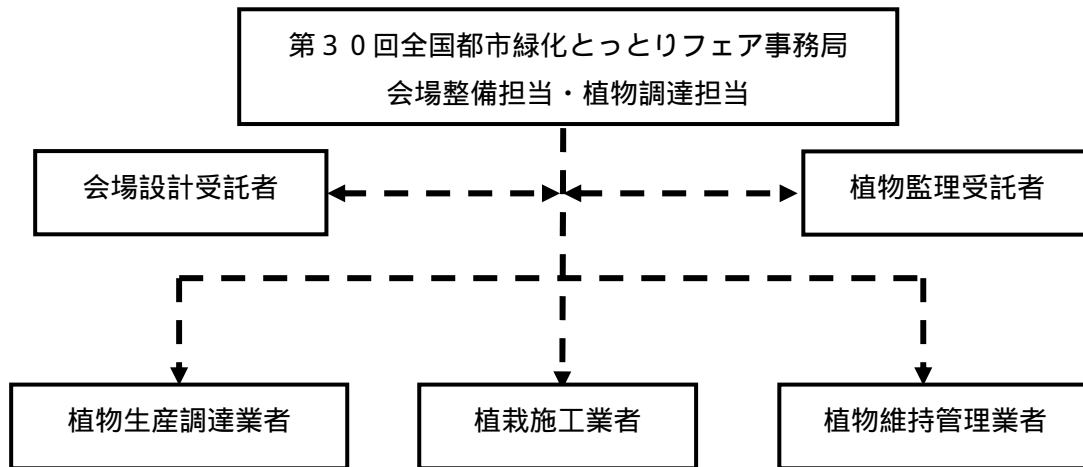 第３０回全国都市緑化とっとりフェア事務局
会場整備担当・植物調達担当
会場設計受託者
植物監理受託者
植物生産調達業者
植栽施工業者
植物維持管理業者